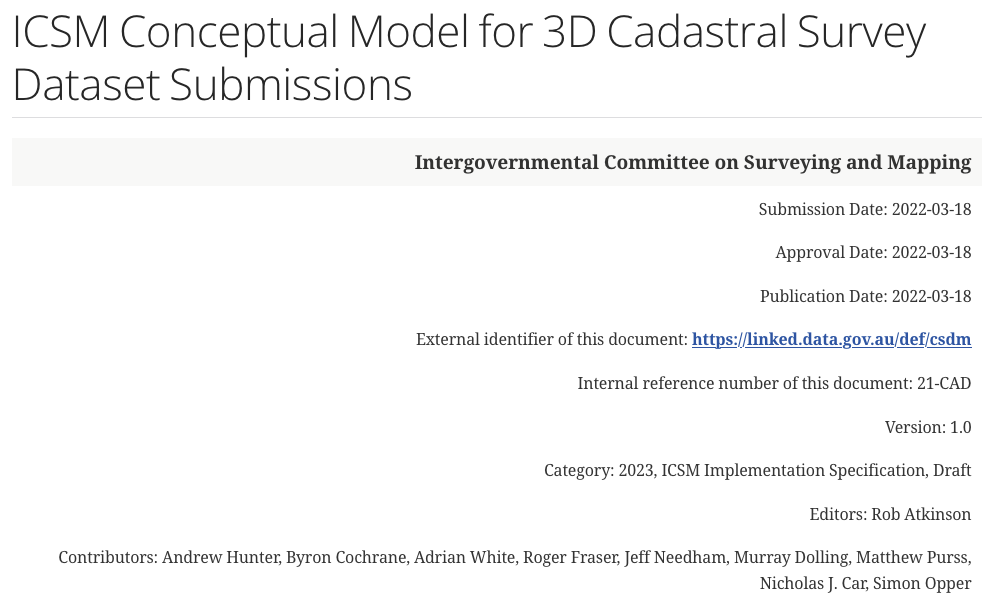 ICSM Conceptual Model for 3D Cadastral Survey
Dataset Submissions
Intergovernmental Committee on Surveying and Mapping
Submission Date: 2022-03-18
Approval Date: 2022-03-18
Publication Date: 2022-03-18
External identifier of this document: https://linked.data.gov.au/def/csdm
Internal reference number of this document: 21-CAD
Version: 1.0
Category: 2023, ICSM Implementation Specification, Draft
Editors: Rob Atkinson
Contributors: Andrew Hunter, Byron Cochrane, Adrian White, Roger Fraser, Jeff Needham, Murray Dolling, Matthew Purss,
Nicholas J. Car, Simon Opper